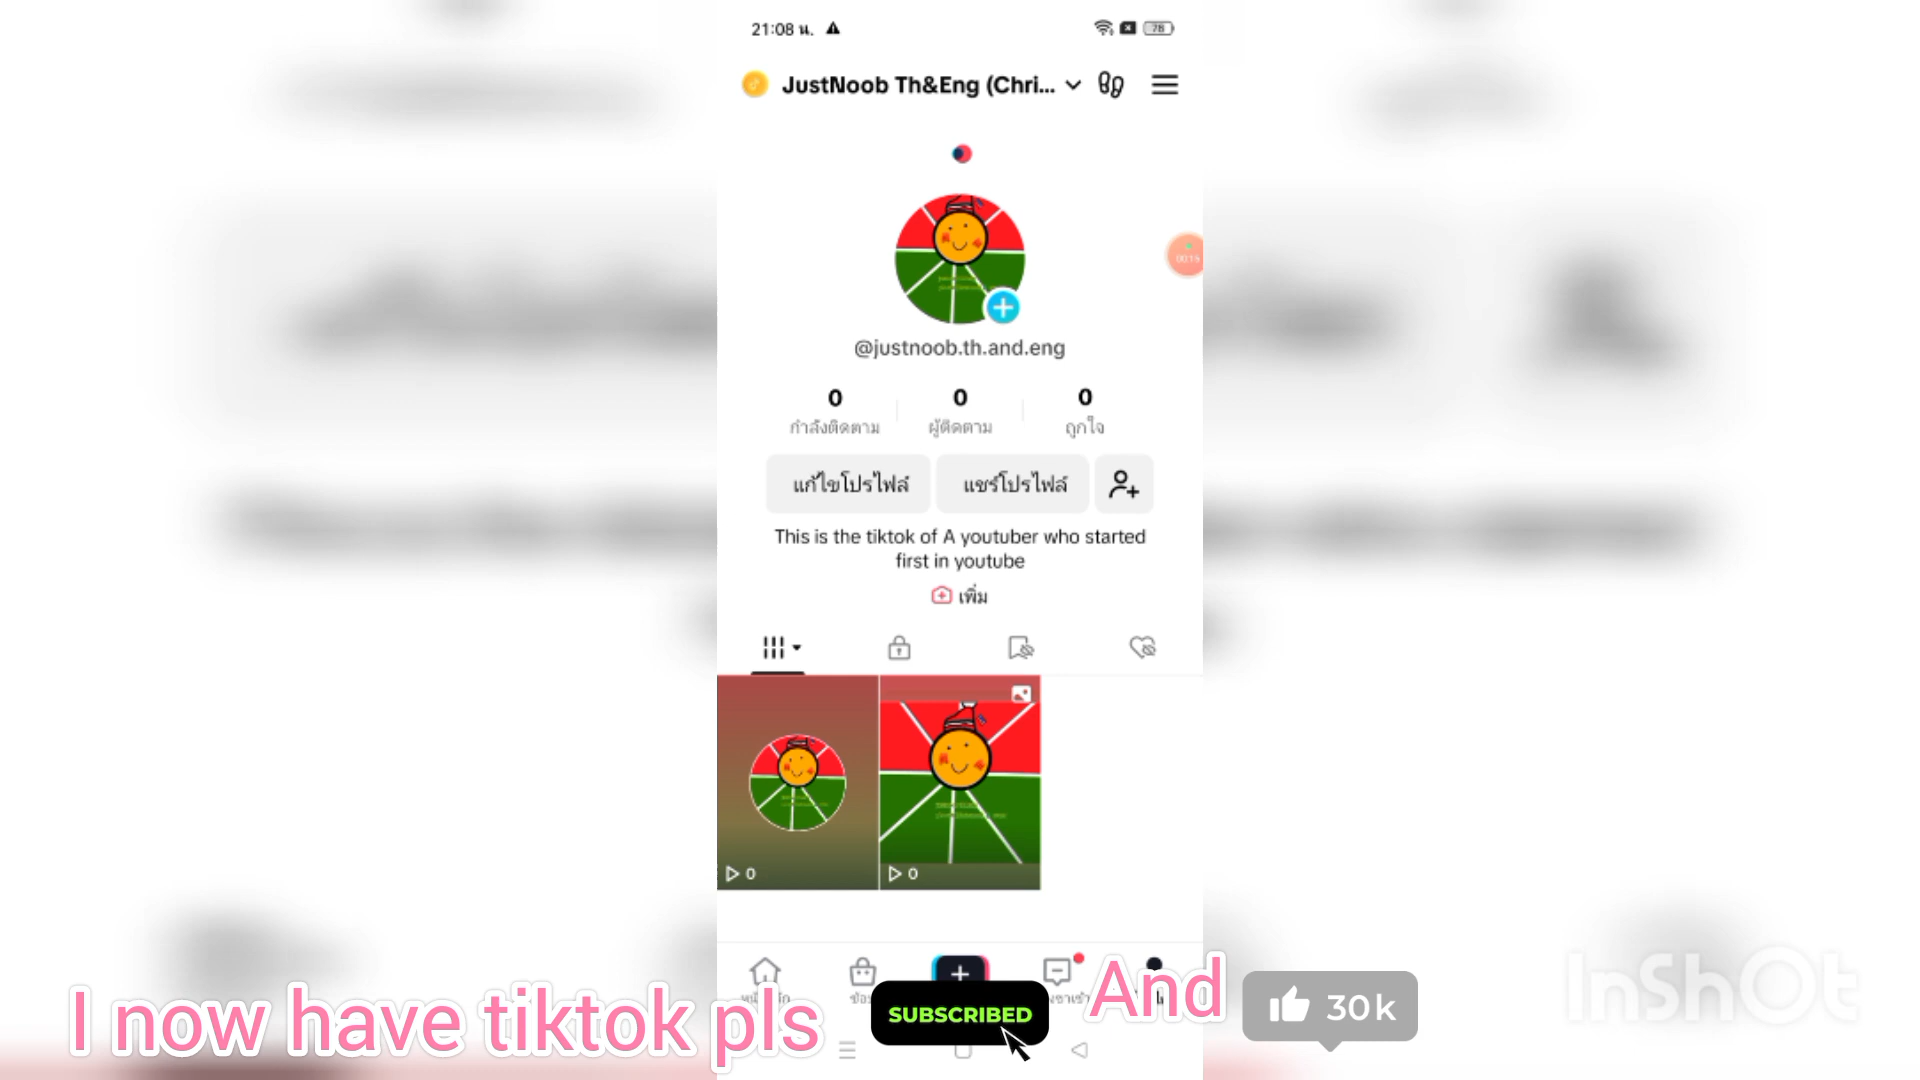 21:08 น.
78
JustNoob Th&Eng (Chri...
00:15
@justnoob.th.and.eng
0 0 0
กำลังติดตาม ผู้ติดตาม ถูกใจ
แก้ไขโปรไฟล์ แชร์โปรไฟล์
This is the tiktok of A youtuber who started
first in youtube
เพิ่ม
0 0
I now have tiktok pls
SUBSCRIBED
And
30k
InShOt